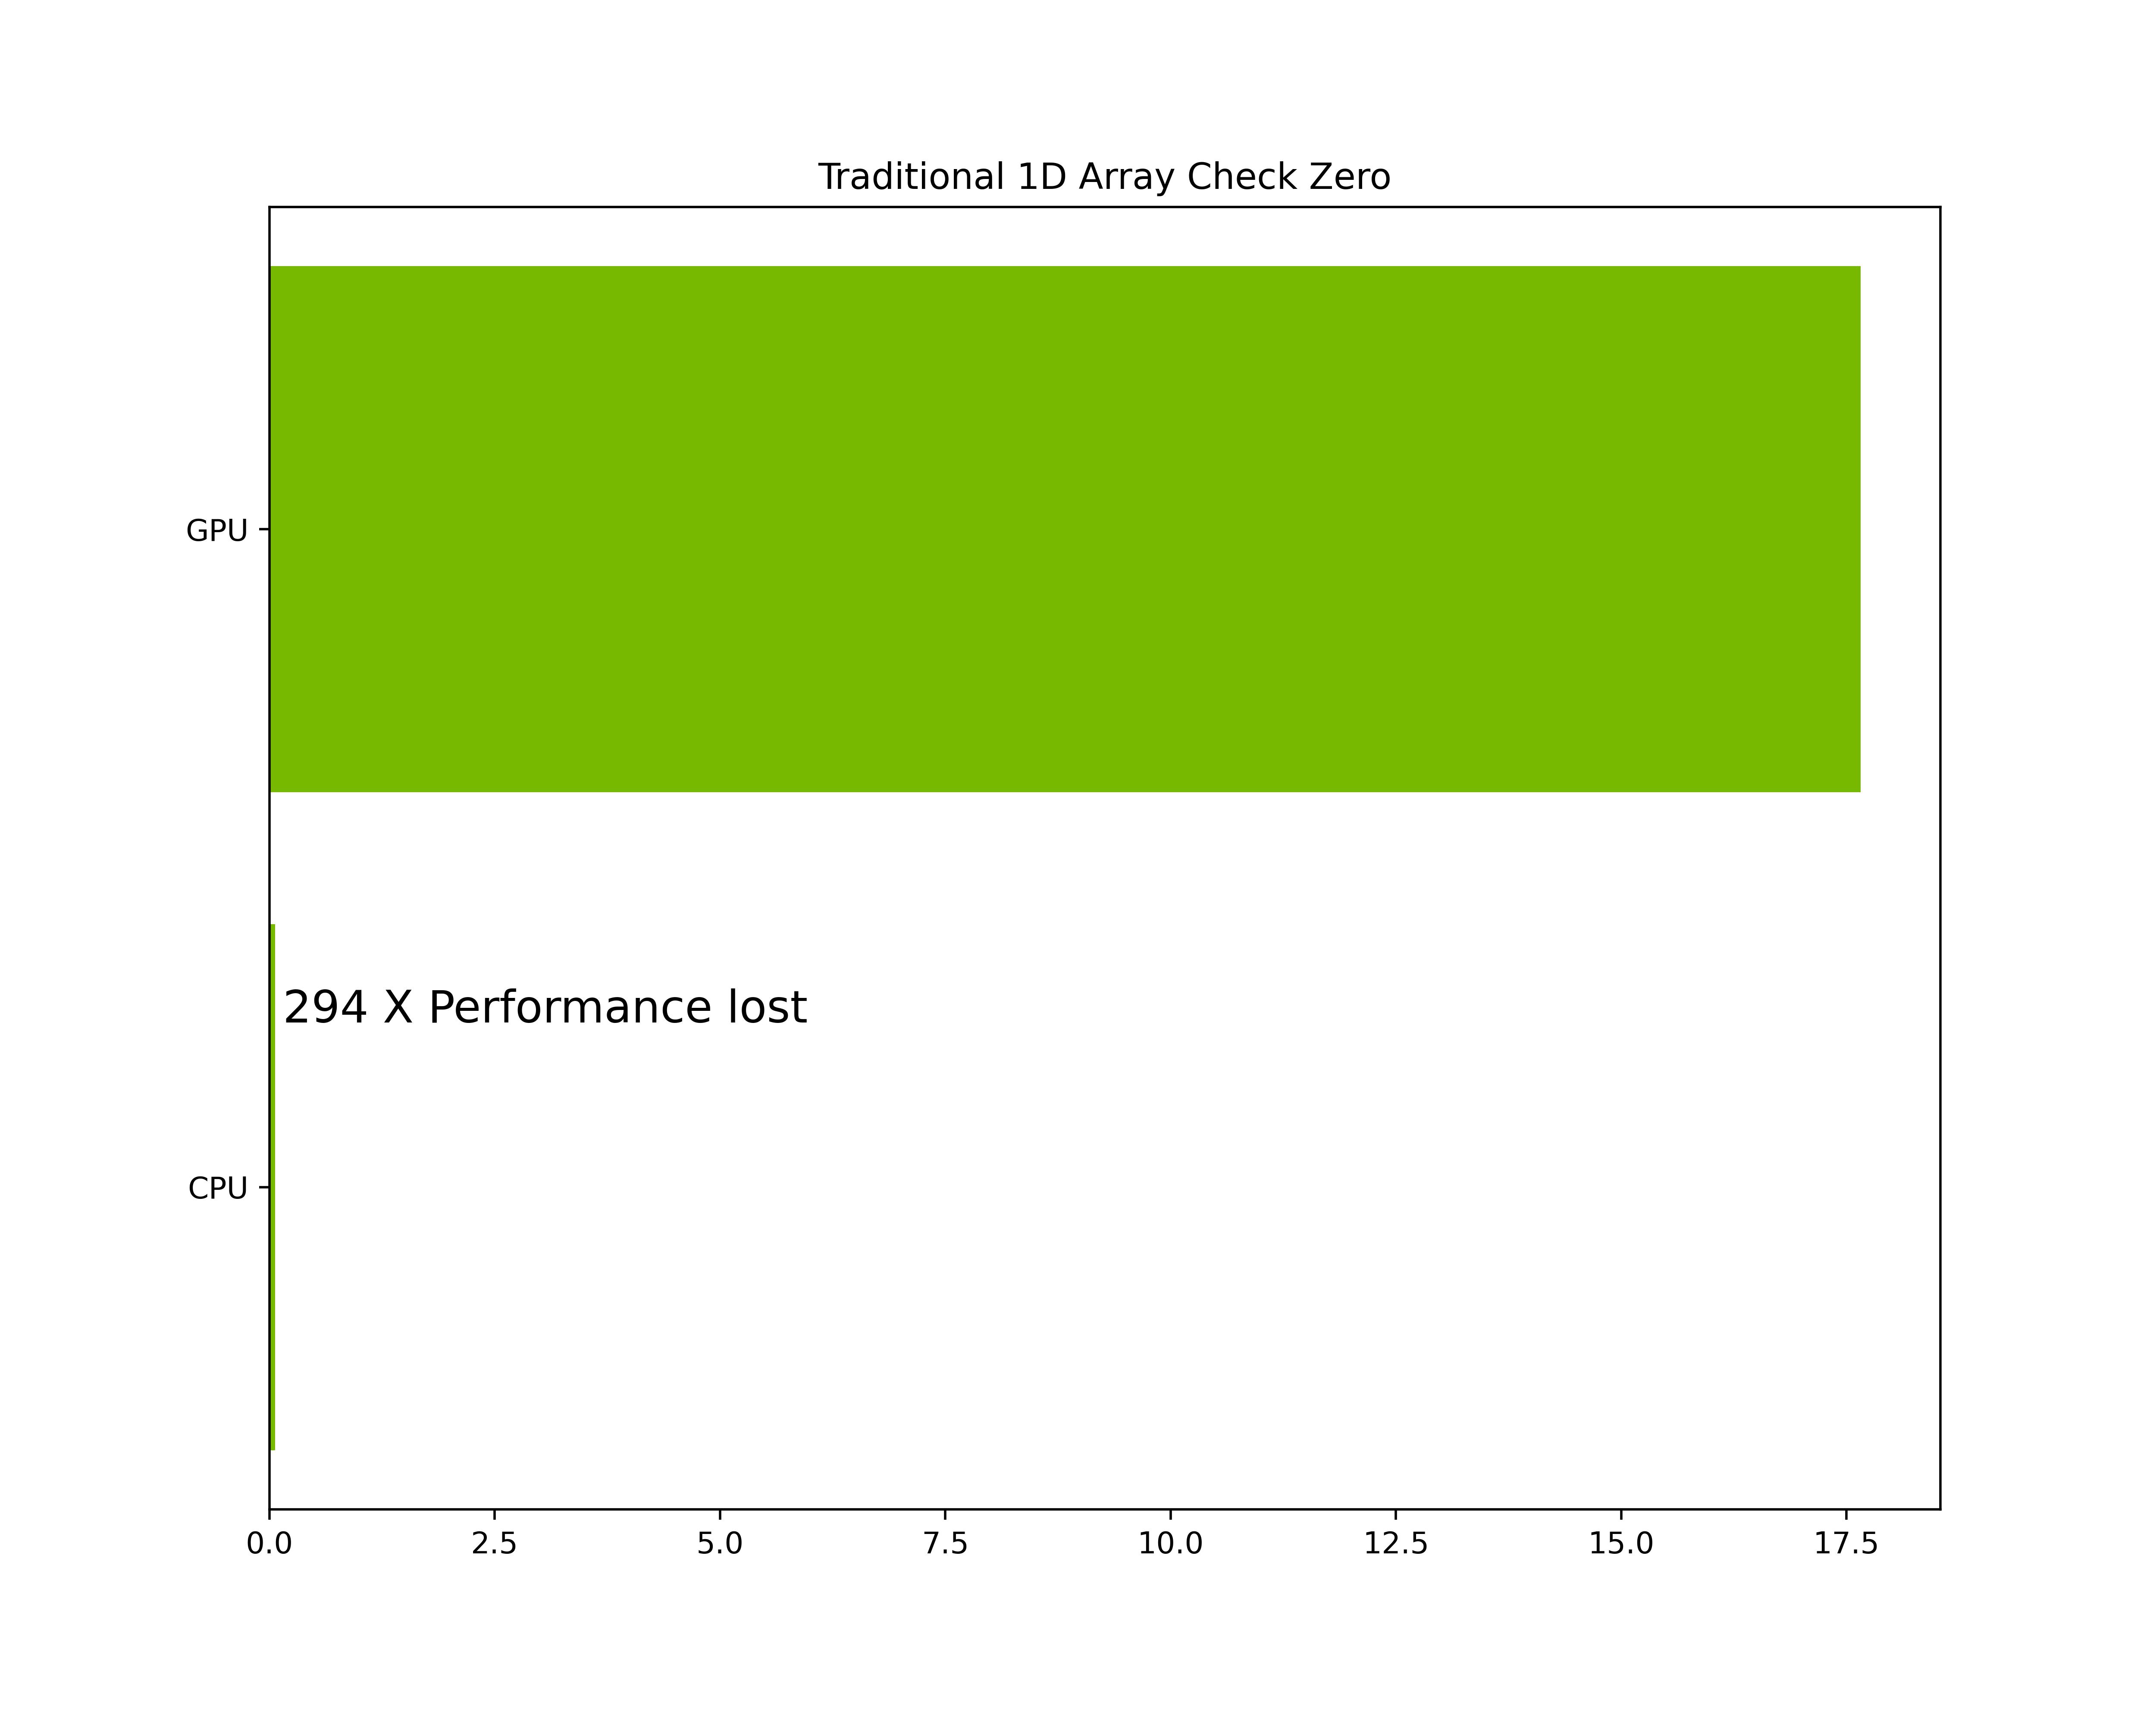 Traditional 1D Array Check Zero
GPU
294 X Performance lost
CPU
0.0 2.5 5.0 7.5 10.0 12.5 15.0 17.5